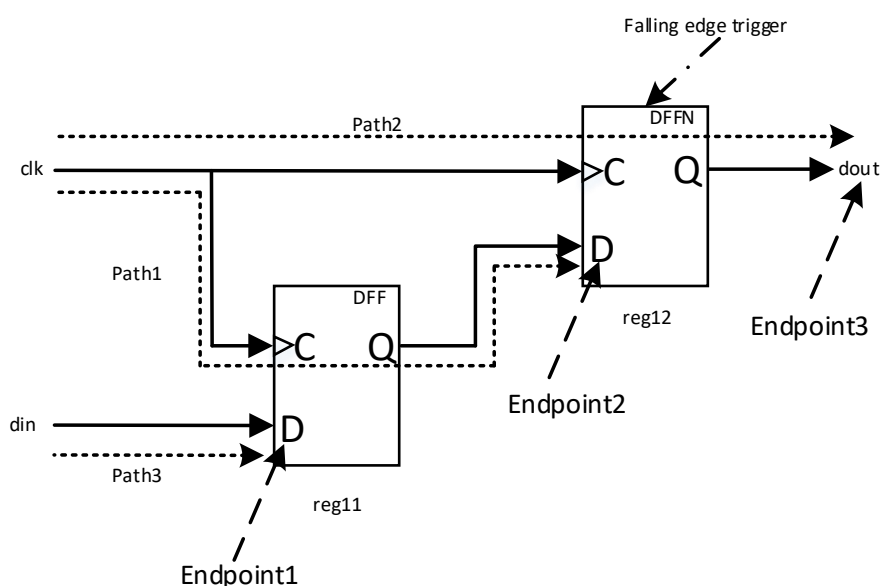 Falling edge trigger
DFFN
Path2
clk
C
Q
dout
Path1
D
DFF
reg12
Endpoint3
C
Q
Endpoint2
din
D
Path3
reg11
Endpoint1